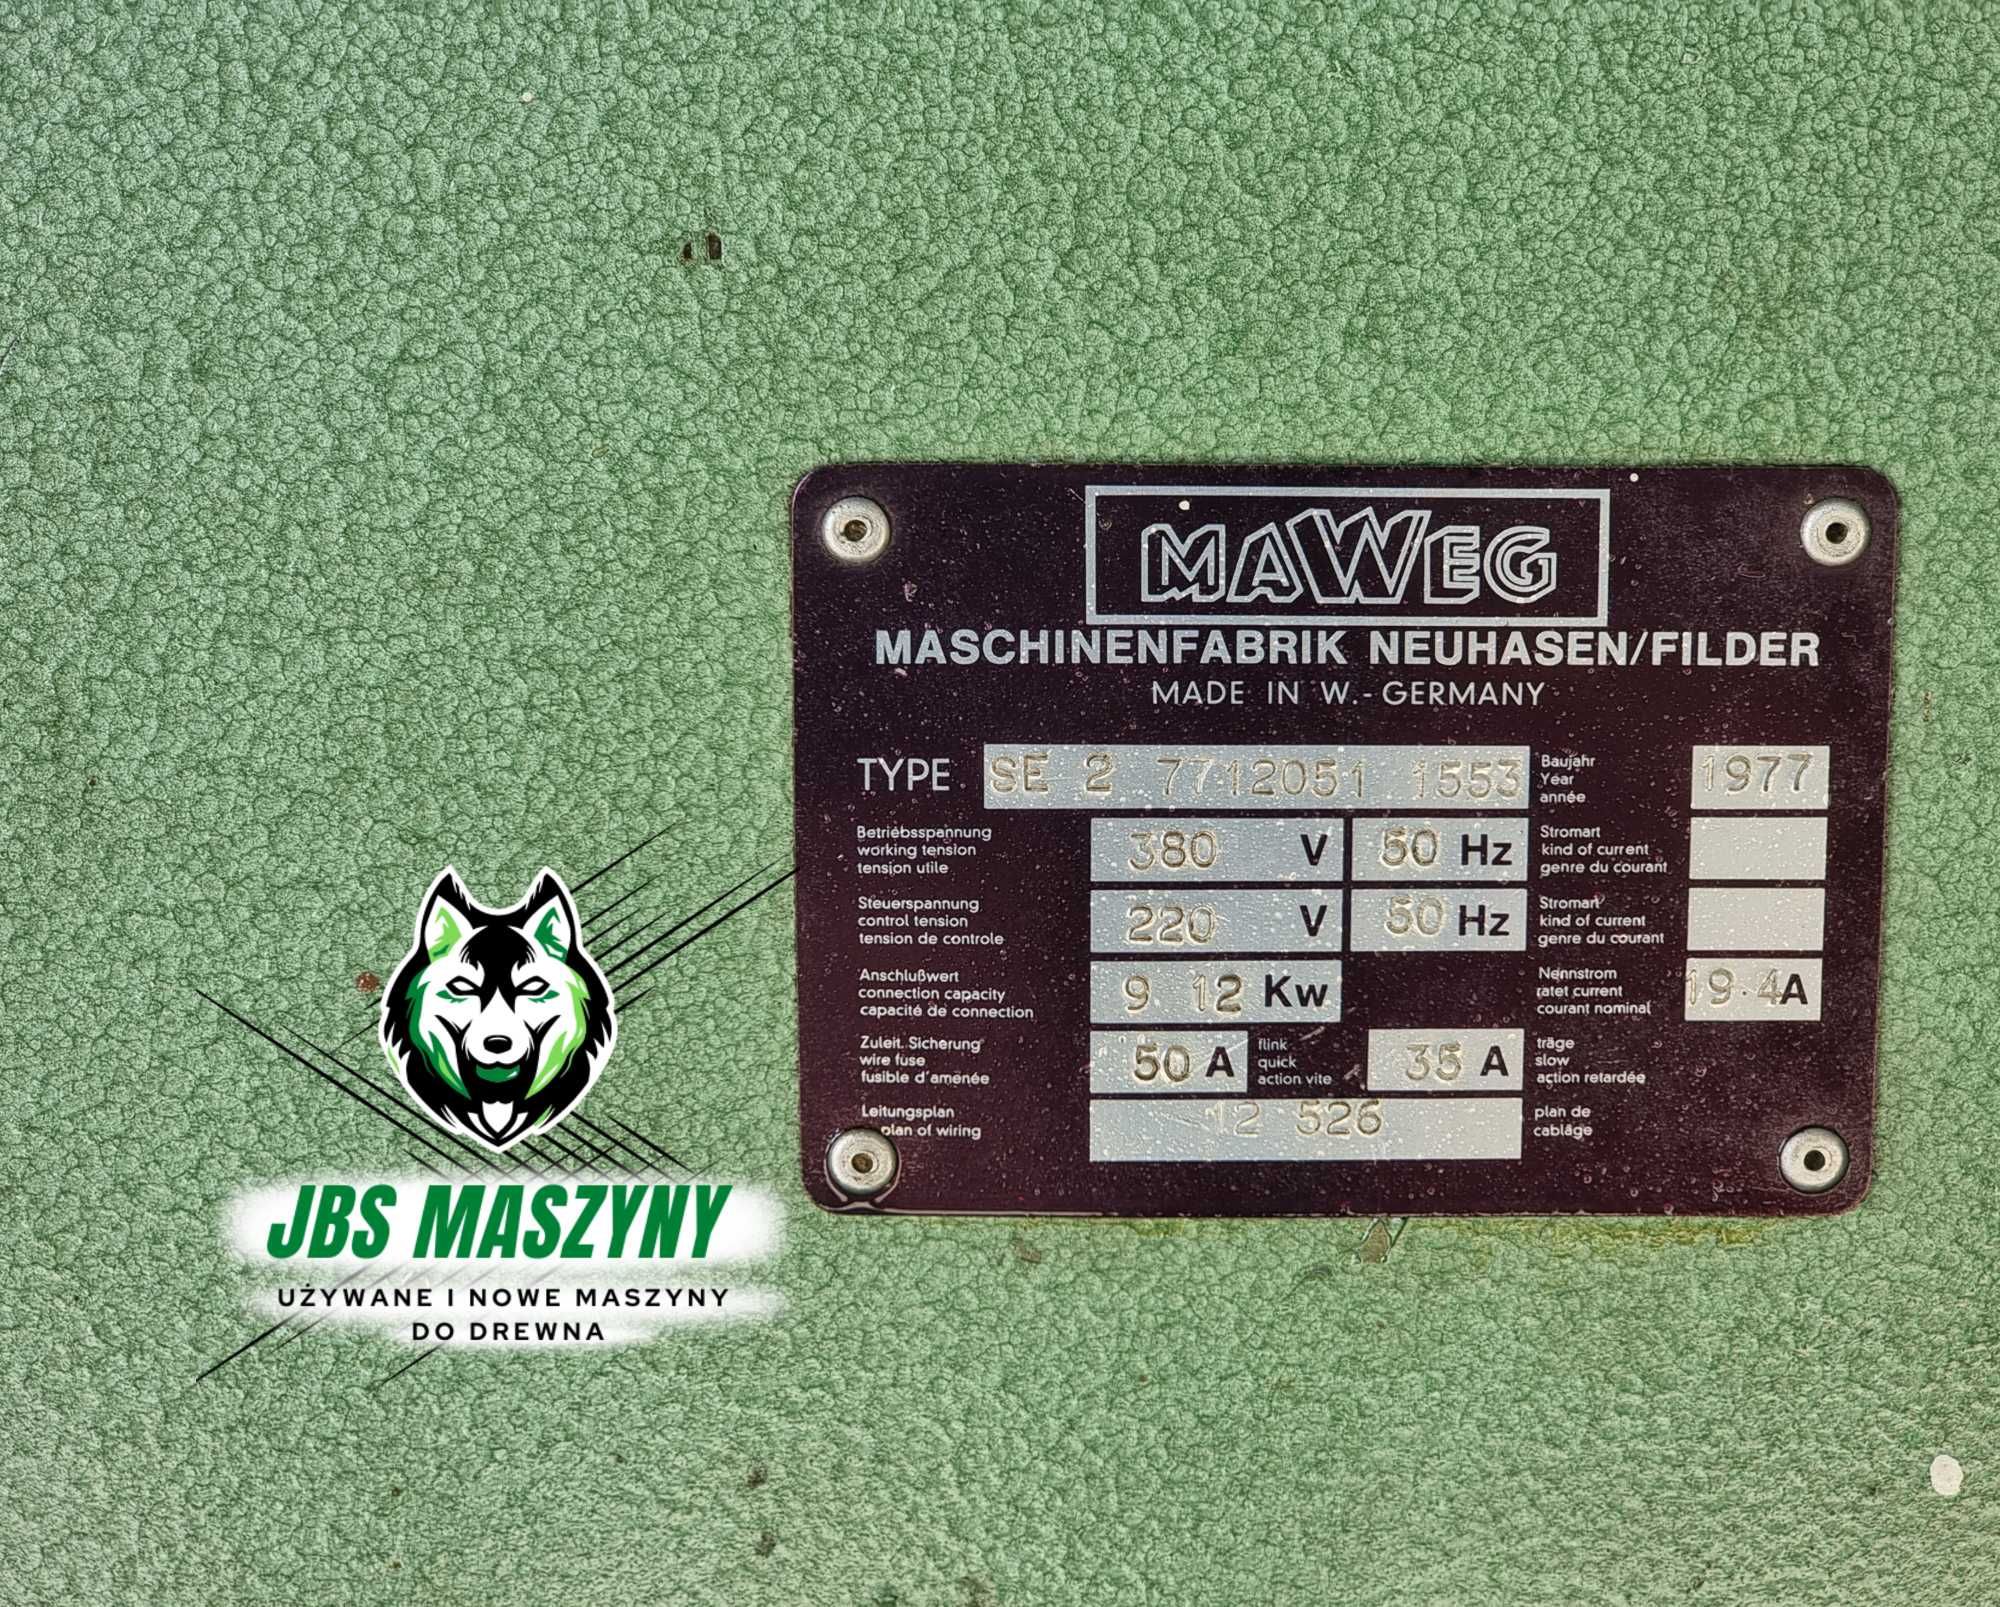 MAWEG
MASCHINENFABRIK NEUHASEN/FILDER
MADE IN W.-GERMANY
TYPE SE 2 7712051 1553 Baujahr Year année 1977
Betriebsspannung
working tension
tension utile
380 V 50 Hz
Stromart
kind of current
genre du courant
Steuerspannung
control tension
tension de controle
220 V 50 Hz
Stromart
kind of current
genre du courant
Anschlußwert
connection capacity
capacité de connection
9 12 Kw
Nennstrom
ratet current
courant nominal
19.4A
Zuleit. Sicherung
wire fuse
fusible d'amenée
50 A
flink
quick
action vite
35 A
träge
slow
action retardée
Leitungsplan
plan of wiring
12 526
plan de
cablâge
JBS MASZYNY
UŻYWANE I NOWE MASZYNY
DO DREWNA